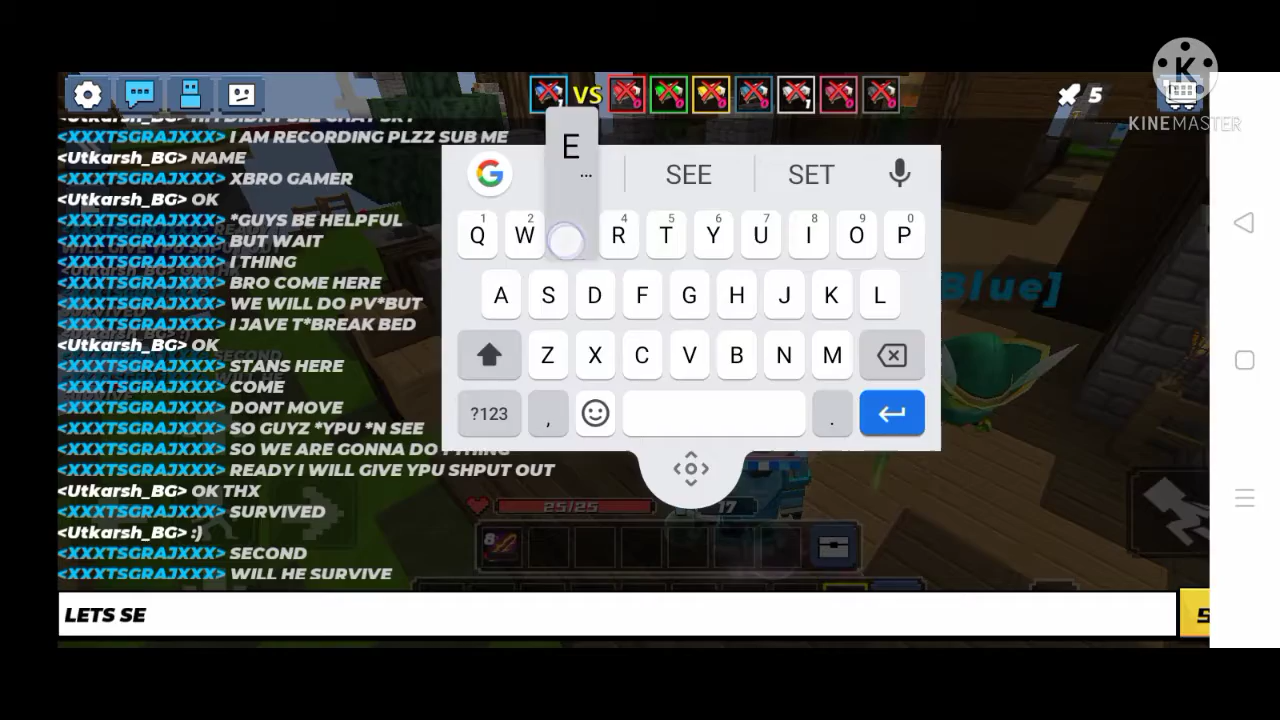 VS
5
KINEMASTER
<XXXTSGRAJXXX> I AM RECORDING PLZZ SUB ME
<Utkarsh_BG> NAME
<XXXTSGRAJXXX> XBRO GAMER
<Utkarsh_BG> OK
<XXXTSGRAJXXX> *GUYS BE HELPFUL
<XXXTSGRAJXXX> BUT WAIT
<XXXTSGRAJXXX> I THING
<XXXTSGRAJXXX> BRO COME HERE
<XXXTSGRAJXXX> WE WILL DO PV*BUT
<XXXTSGRAJXXX> I JAVE T*BREAK BED
<Utkarsh_BG> OK
<XXXTSGRAJXXX> STANS HERE
<XXXTSGRAJXXX> COME
<XXXTSGRAJXXX> DONT MOVE
<XXXTSGRAJXXX> SO GUYZ *YPU *N SEE
<XXXTSGRAJXXX> SO WE ARE GONNA DO
<XXXTSGRAJXXX> READY I WILL GIVE YPU SHPUT OUT
<Utkarsh_BG> OK THX
<XXXTSGRAJXXX> SURVIVED
<Utkarsh_BG> :)
<XXXTSGRAJXXX> SECOND
<XXXTSGRAJXXX> WILL HE SURVIVE
E
...
SEE
SET
1 2 4 5 6 7 8 9 0
Q W R T Y U I O P
A S D F G H J K L
Z X C V B N M
?123 , .
Blue]
25/25
17
8
LETS SE